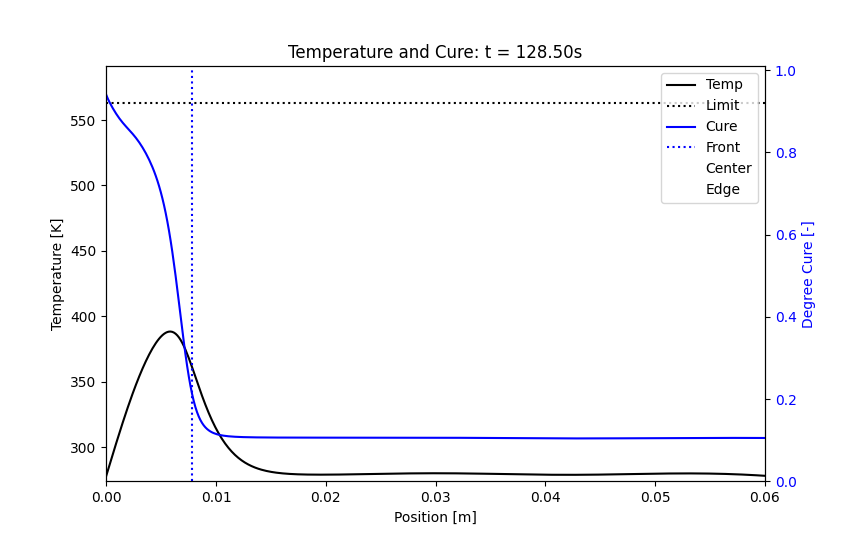 Temperature and Cure: t = 128.50s
Temp
Limit
Cure
Front
Center
Edge
Temperature [K]
550
500
450
400
350
300
Degree Cure [-]
1.0
0.8
0.6
0.4
0.2
0.0
0.00 0.01 0.02 0.03 0.04 0.05 0.06
Position [m]